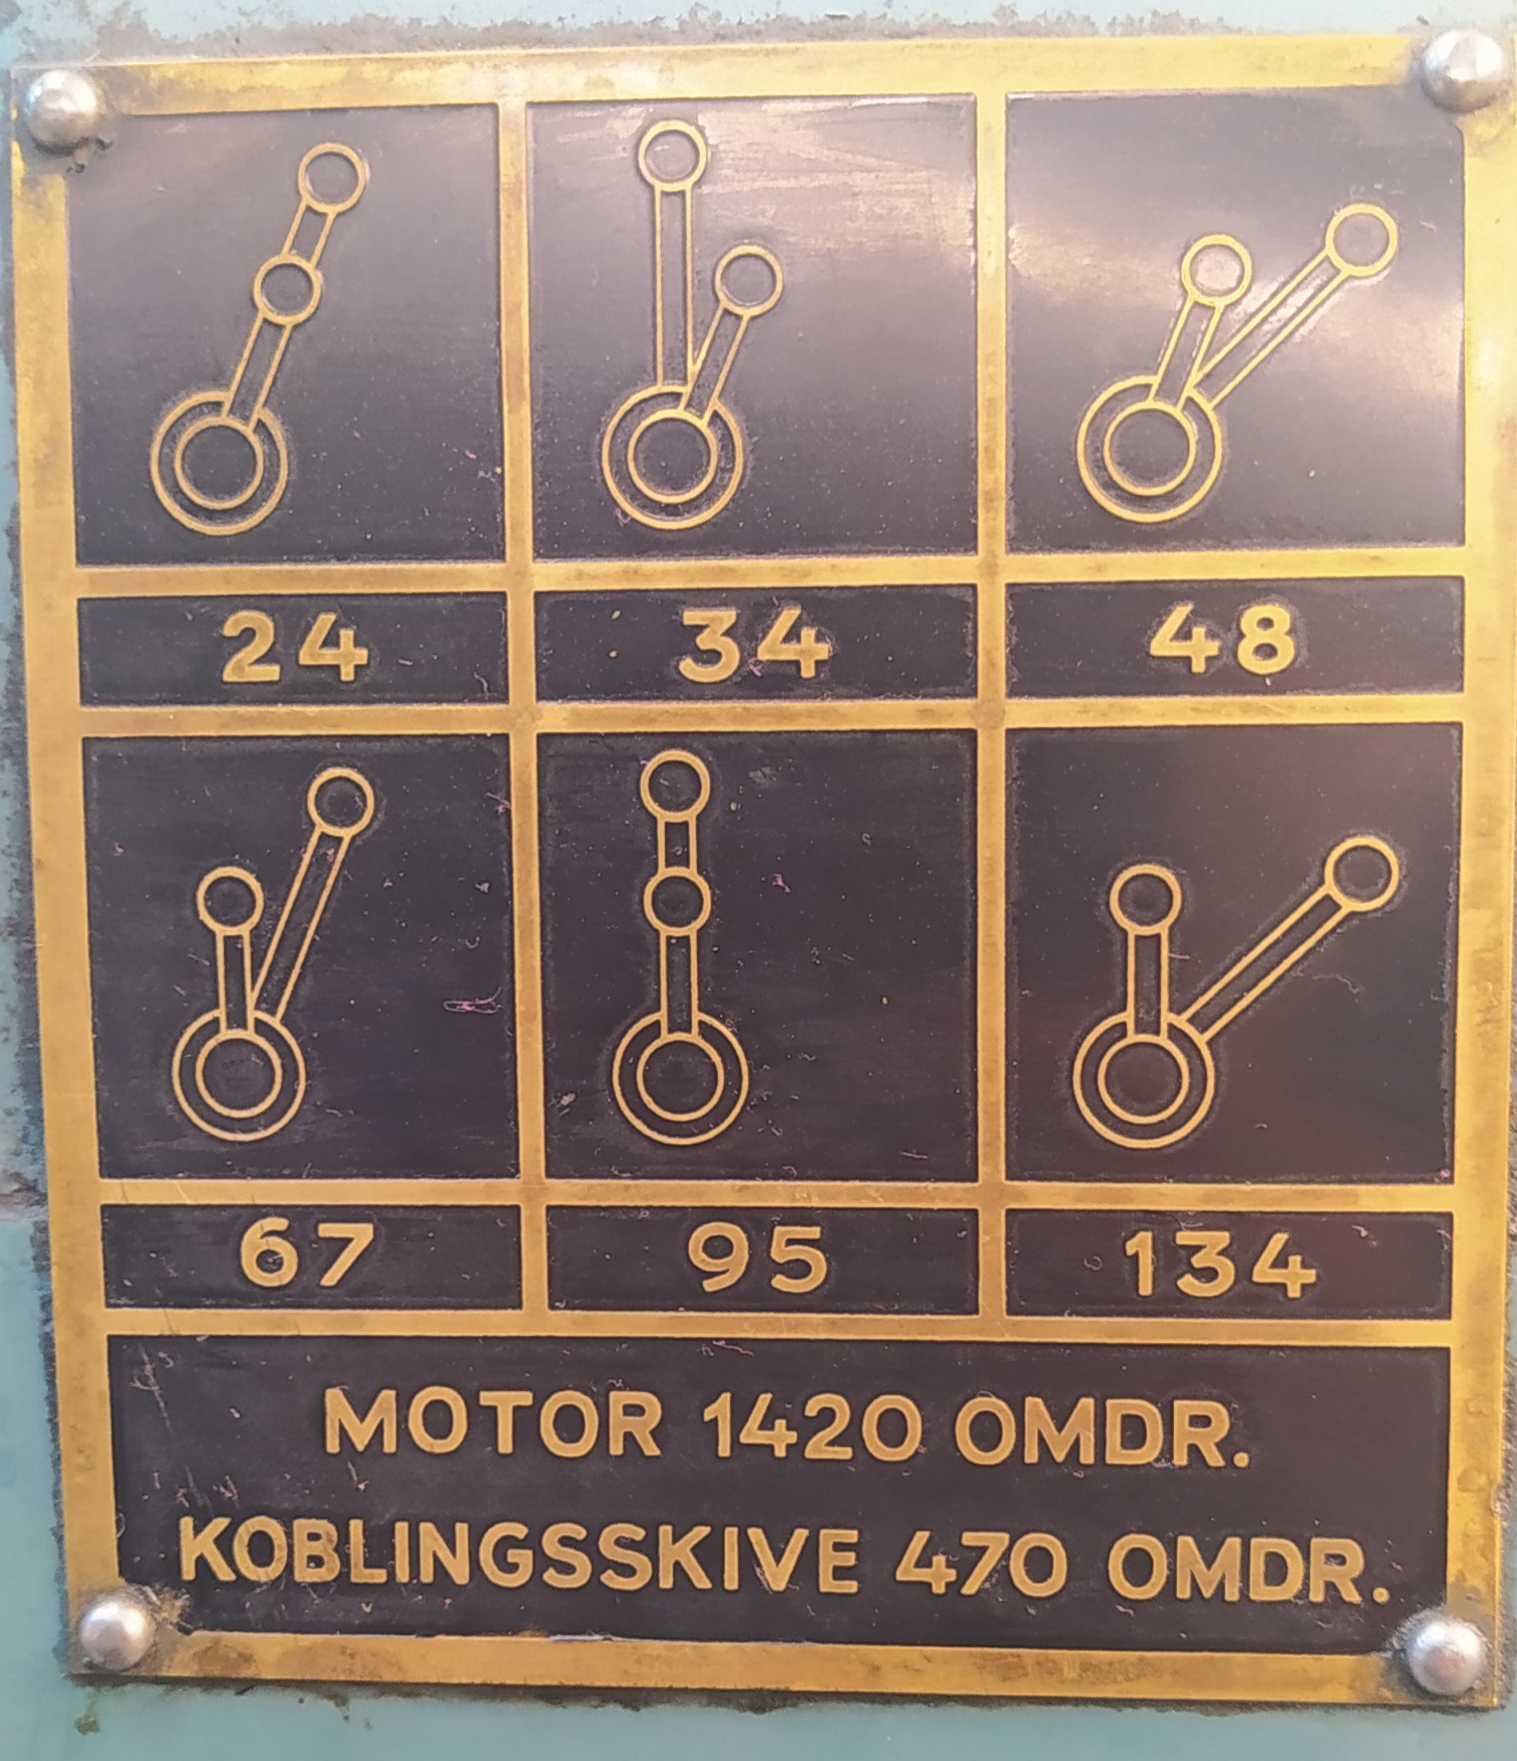 24 34 48
67 95 134
MOTOR 1420 OMDR.
KOBLINGSSKIVE 470 OMDR.